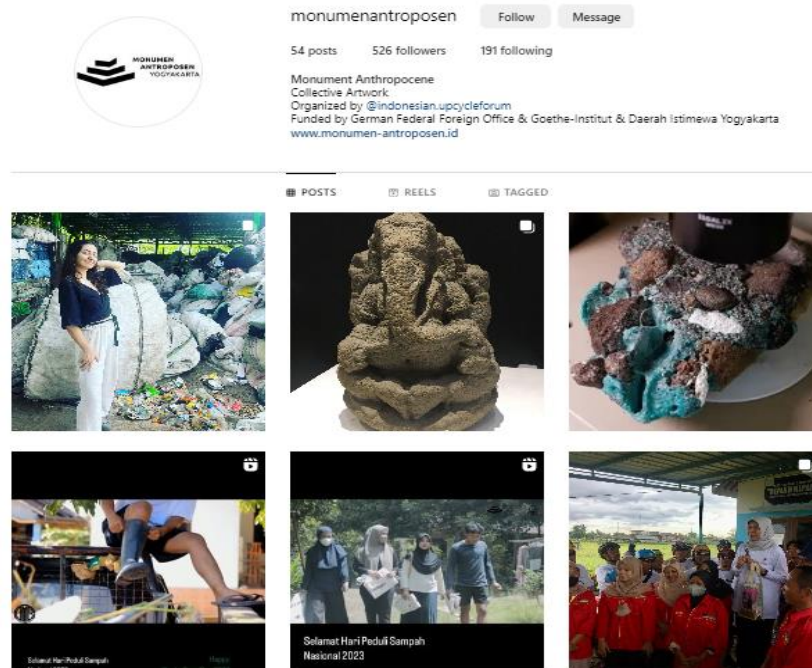 MONUMEN
ANTROPOSEN
YOGYAKARTA
monumenantroposen Follow Message
54 posts 526 followers 191 following
Monument Anthropocene
Collective Artwork
Organized by @indonesian.upcycleforum
Funded by German Federal Foreign Office & Goethe-Institut & Daerah Istimewa Yogyakarta
www.monumen-antroposen.id
POSTS REELS TAGGED
Selamat Hari Peduli Sampah
Selamat Hari Peduli Sampah
Nasional 2023